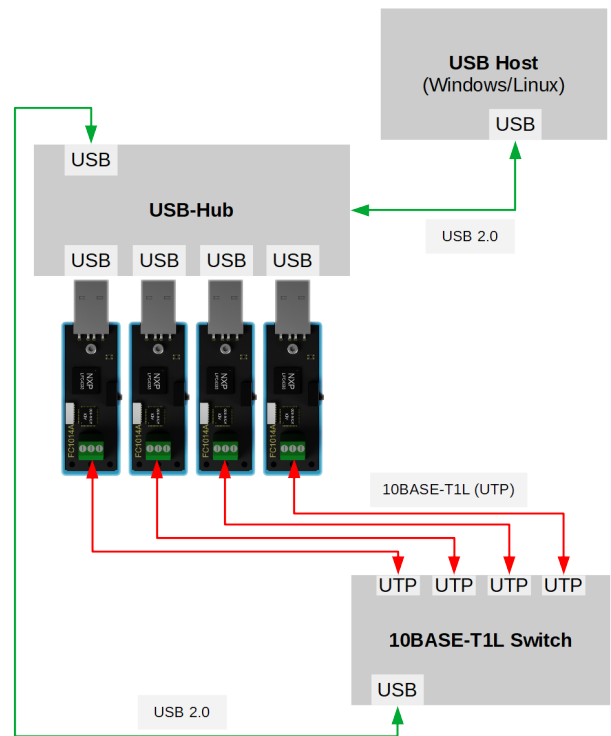 USB Host
(Windows/Linux)
USB
USB
USB-Hub
USB 2.0
USB USB USB USB
NXP NXP NXP NXP
FC1014A FC1014A FC1014A FC1014A
10BASE-T1L (UTP)
UTP UTP UTP UTP
10BASE-T1L Switch
USB
USB 2.0